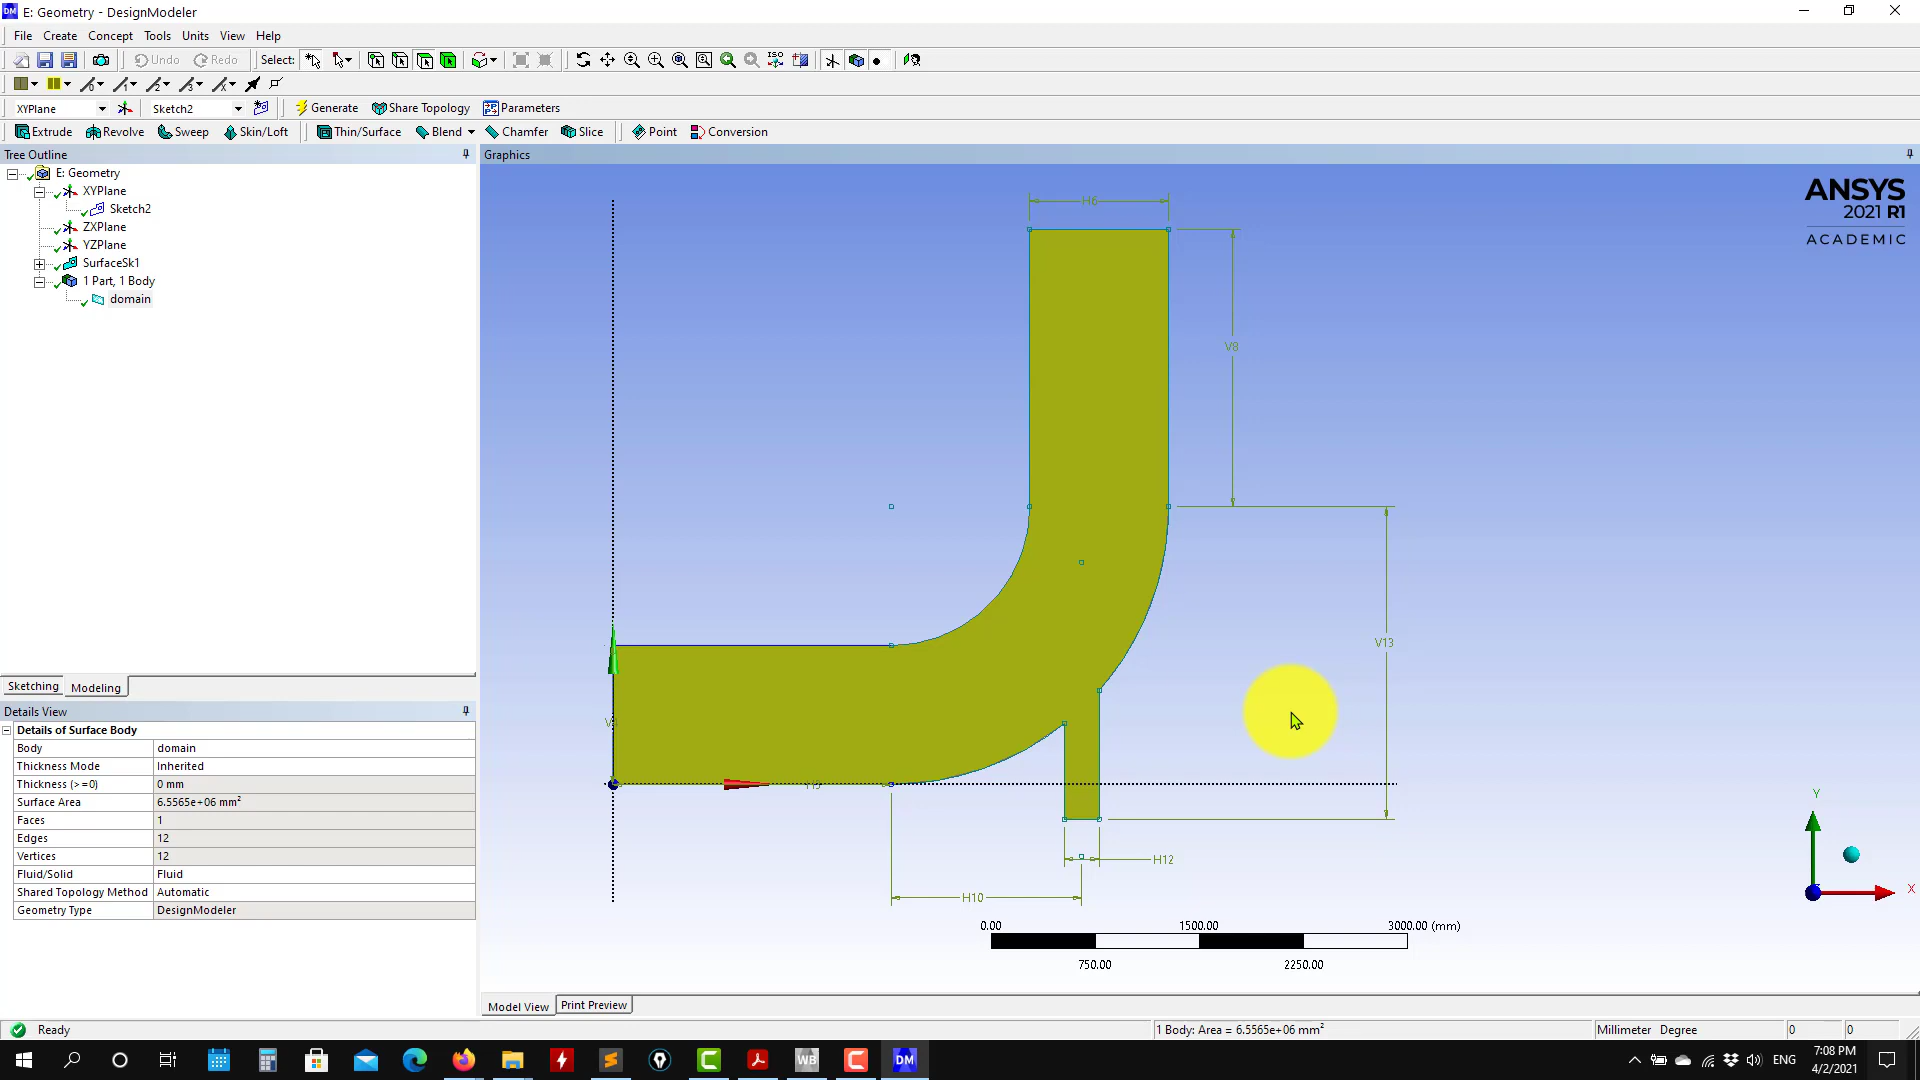 E: Geometry - DesignModeler
File Create Concept Tools Units View Help
Undo Redo Select:
XYPlane Sketch2 Generate Share Topology Parameters
Extrude Revolve Sweep Skin/Loft Thin/Surface Blend Chamfer Slice Point Conversion
Tree Outline
E: Geometry
XYPlane
Sketch2
ZXPlane
YZPlane
SurfaceSk1
1 Part, 1 Body
domain
Sketching Modeling
Details View
Details of Surface Body
Body domain
Thickness Mode Inherited
Thickness (>=0) 0 mm
Surface Area 6.5565e+06 mm²
Faces 1
Edges 12
Vertices 12
Fluid/Solid Fluid
Shared Topology Method Automatic
Geometry Type DesignModeler
Graphics
ANSYS
2021 R1
ACADEMIC
H6
V8
V13
H12
H10
0.00 1500.00 3000.00 (mm)
750.00 2250.00
Y
X
Model View Print Preview
Ready 1 Body: Area = 6.5565e+06 mm² Millimeter Degree 0 0
WB DM ENG
7:08 PM
4/2/2021